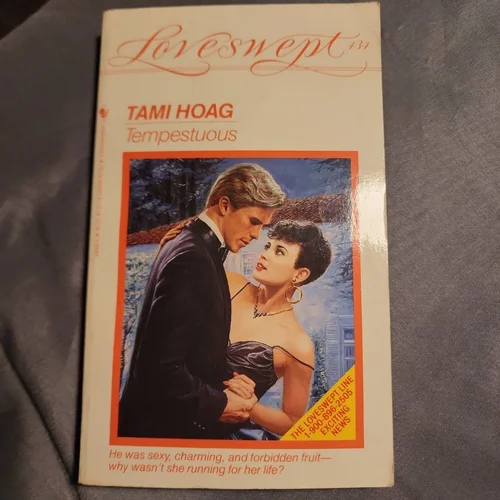 Loveswept 434
TAMI HOAG
Tempestuous
THE LOVESWEPT LINE
1-900-896-2505
EXCITING
NEWS
He was sexy, charming, and forbidden fruit—
why wasn't she running for her life?